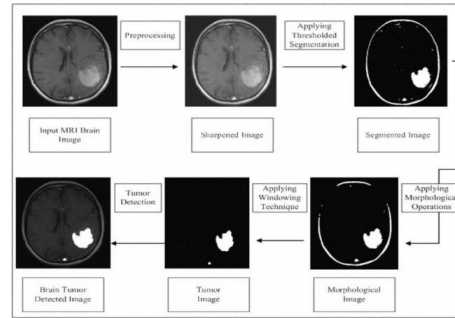 Preprocessing
Applying
Thresholded
Segmentation
Input MRI Brain
Image
Sharpened Image
Segmented Image
Tumor
Detection
Applying
Windowing
Technique
Applying
Morphological
Operations
Brain Tumor
Detected Image
Tumor
Image
Morphological
Image